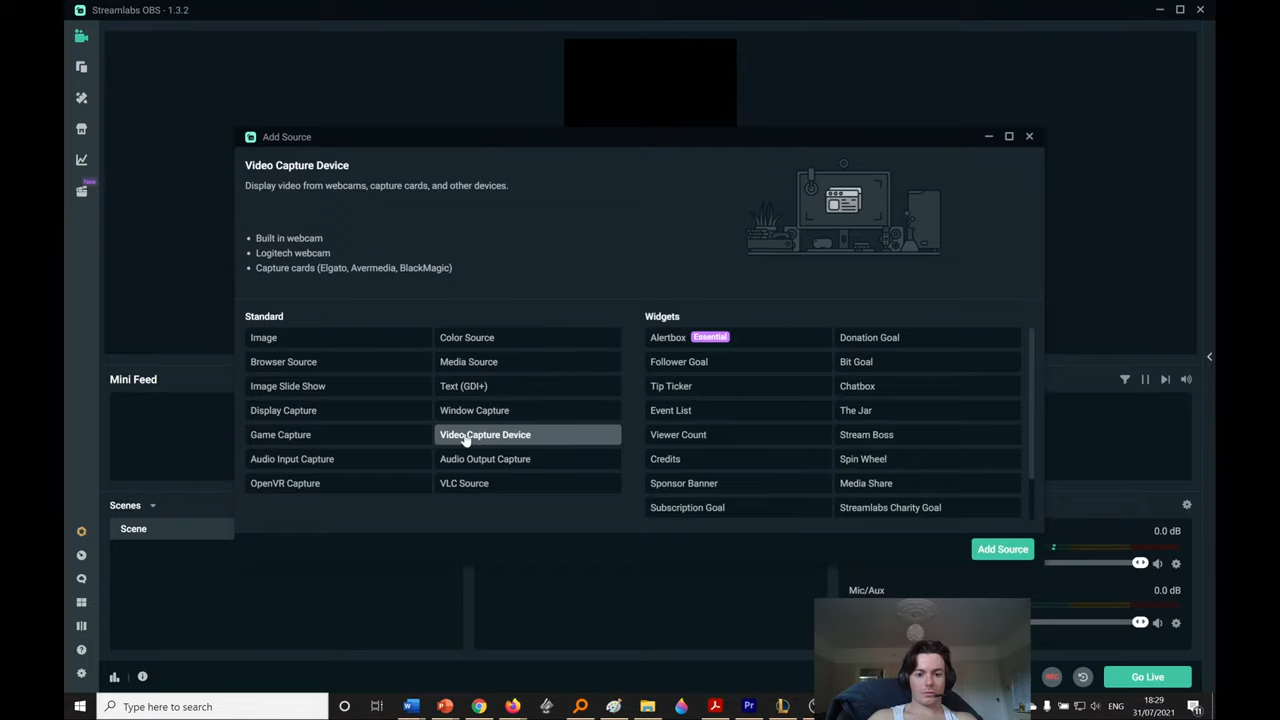 Streamlabs OBS - 1.3.2
Add Source
Video Capture Device
Display video from webcams, capture cards, and other devices.
Built in webcam
Logitech webcam
Capture cards (Elgato, Avermedia, BlackMagic)
New
Standard
Image
Color Source
Browser Source
Media Source
Image Slide Show
Text (GDI+)
Display Capture
Window Capture
Game Capture
Video Capture Device
Audio Input Capture
Audio Output Capture
OpenVR Capture
VLC Source
Widgets
Alertbox Essential
Donation Goal
Follower Goal
Bit Goal
Tip Ticker
Chatbox
Event List
The Jar
Viewer Count
Stream Boss
Credits
Spin Wheel
Sponsor Banner
Media Share
Subscription Goal
Streamlabs Charity Goal
Add Source
Mini Feed
Scenes
Scene
0.0 dB
Mic/Aux
0.0 dB
REC
Go Live
Type here to search
18:29
31/07/2021